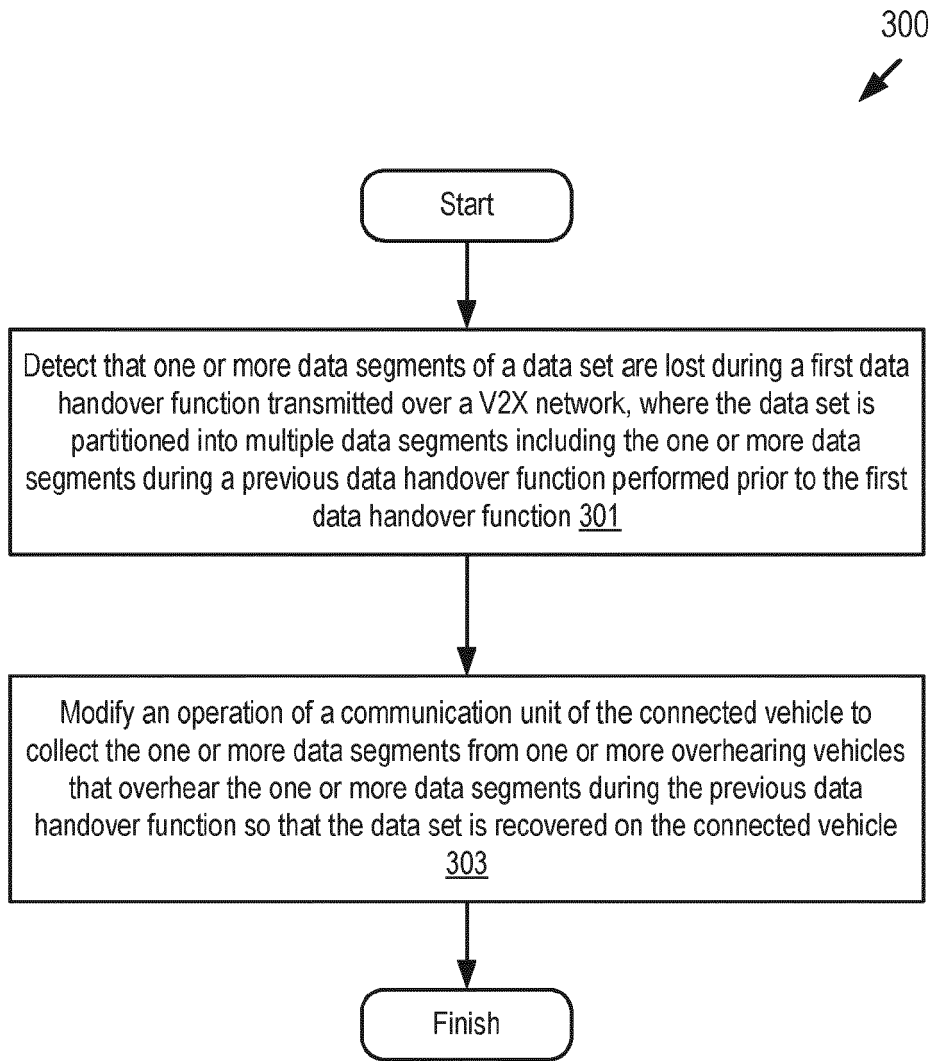 300
Start
Detect that one or more data segments of a data set are lost during a first data
handover function transmitted over a V2X network, where the data set is
partitioned into multiple data segments including the one or more data
segments during a previous data handover function performed prior to the first
data handover function 301
Modify an operation of a communication unit of the connected vehicle to
collect the one or more data segments from one or more overhearing vehicles
that overhear the one or more data segments during the previous data
handover function so that the data set is recovered on the connected vehicle
303
Finish